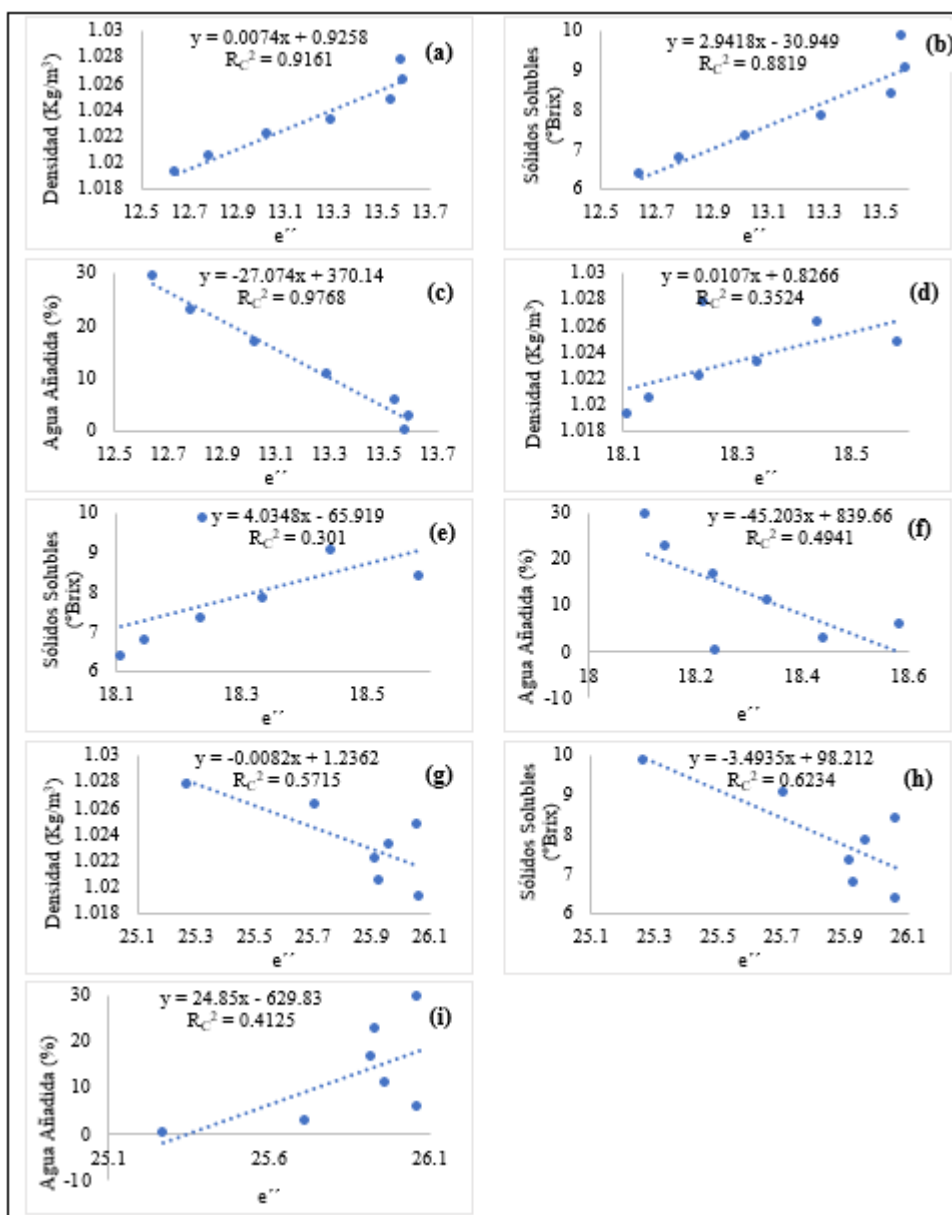 y = 0.0074x + 0.9258
R_C² = 0.9161
(a)
Densidad (Kg/m³)
1.03
1.028
1.026
1.024
1.022
1.02
1.018
12.5 12.7 12.9 13.1 13.3 13.5 13.7
e´´
y = 2.9418x - 30.949
R_C² = 0.8819
(b)
Sólidos Solubles
(°Brix)
10
9
8
7
6
12.5 12.7 12.9 13.1 13.3 13.5
e´´
y = -27.074x + 370.14
R_C² = 0.9768
(c)
Agua Añadida (%)
30
20
10
0
12.5 12.7 12.9 13.1 13.3 13.5 13.7
e´´
y = 0.0107x + 0.8266
R_C² = 0.3524
(d)
Densidad (Kg/m³)
1.03
1.028
1.026
1.024
1.022
1.02
1.018
18.1 18.3 18.5
e´´
y = 4.0348x - 65.919
R_C² = 0.301
(e)
Sólidos Solubles
(°Brix)
10
9
8
7
6
18.1 18.3 18.5
e´´
y = -45.203x + 839.66
R_C² = 0.4941
(f)
Agua Añadida (%)
30
20
10
0
-10
18 18.2 18.4 18.6
e´´
y = -0.0082x + 1.2362
R_C² = 0.5715
(g)
Densidad (Kg/m³)
1.03
1.028
1.026
1.024
1.022
1.02
1.018
25.1 25.3 25.5 25.7 25.9 26.1
e´´
y = -3.4935x + 98.212
R_C² = 0.6234
(h)
Sólidos Solubles
(°Brix)
10
9
8
7
6
25.1 25.3 25.5 25.7 25.9 26.1
e´´
y = 24.85x - 629.83
R_C² = 0.4125
(i)
Agua Añadida (%)
30
20
10
0
-10
25.1 25.6 26.1
e´´